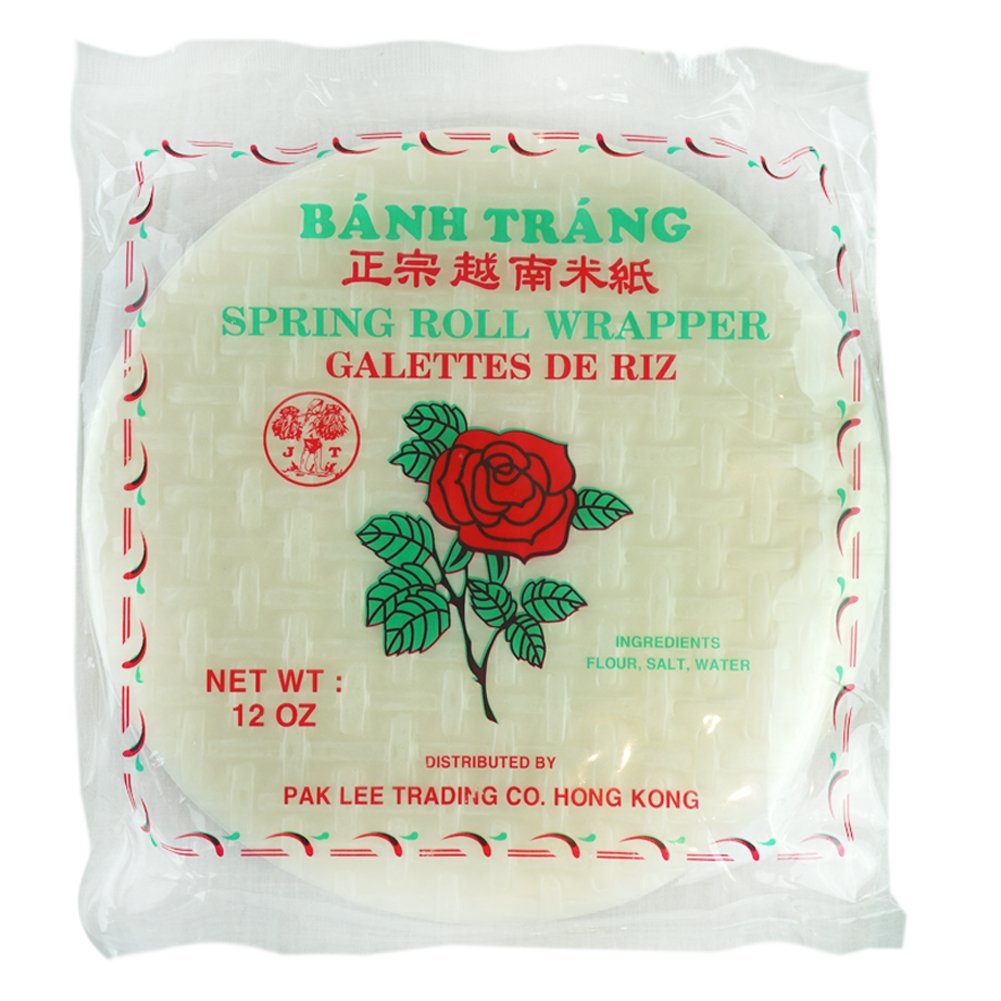 BÁNH TRÁNG
正宗越南米紙
SPRING ROLL WRAPPER
GALETTES DE RIZ
J T
INGREDIENTS
FLOUR, SALT, WATER
NET WT :
12 OZ
DISTRIBUTED BY
PAK LEE TRADING CO. HONG KONG